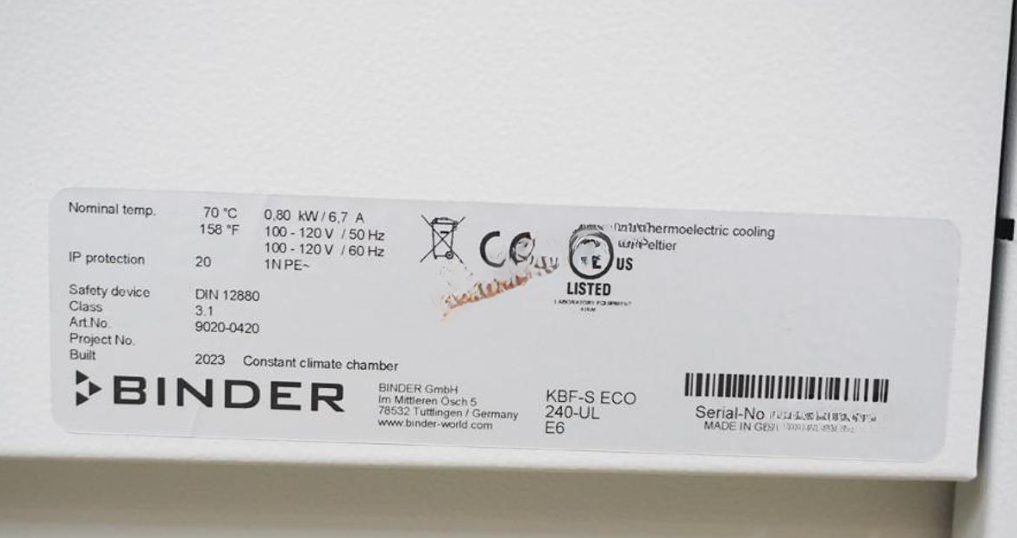 Nominal temp. 70 °C 0,80 kW / 6,7 A
158 °F 100 - 120 V / 50 Hz
100 - 120 V / 60 Hz
IP protection 20 1N PE~
Safety device DIN 12880
Class 3.1
Art.No. 9020-0420
Project No.
Built 2023 Constant climate chamber
BINDER
BINDER GmbH
Im Mittleren Ösch 5
78532 Tuttlingen / Germany
www.binder-world.com
CE
US
LISTED
LABORATORY EQUIPMENT
thermoelectric cooling
Peltier
KBF-S ECO
240-UL
E6
Serial-No
MADE IN